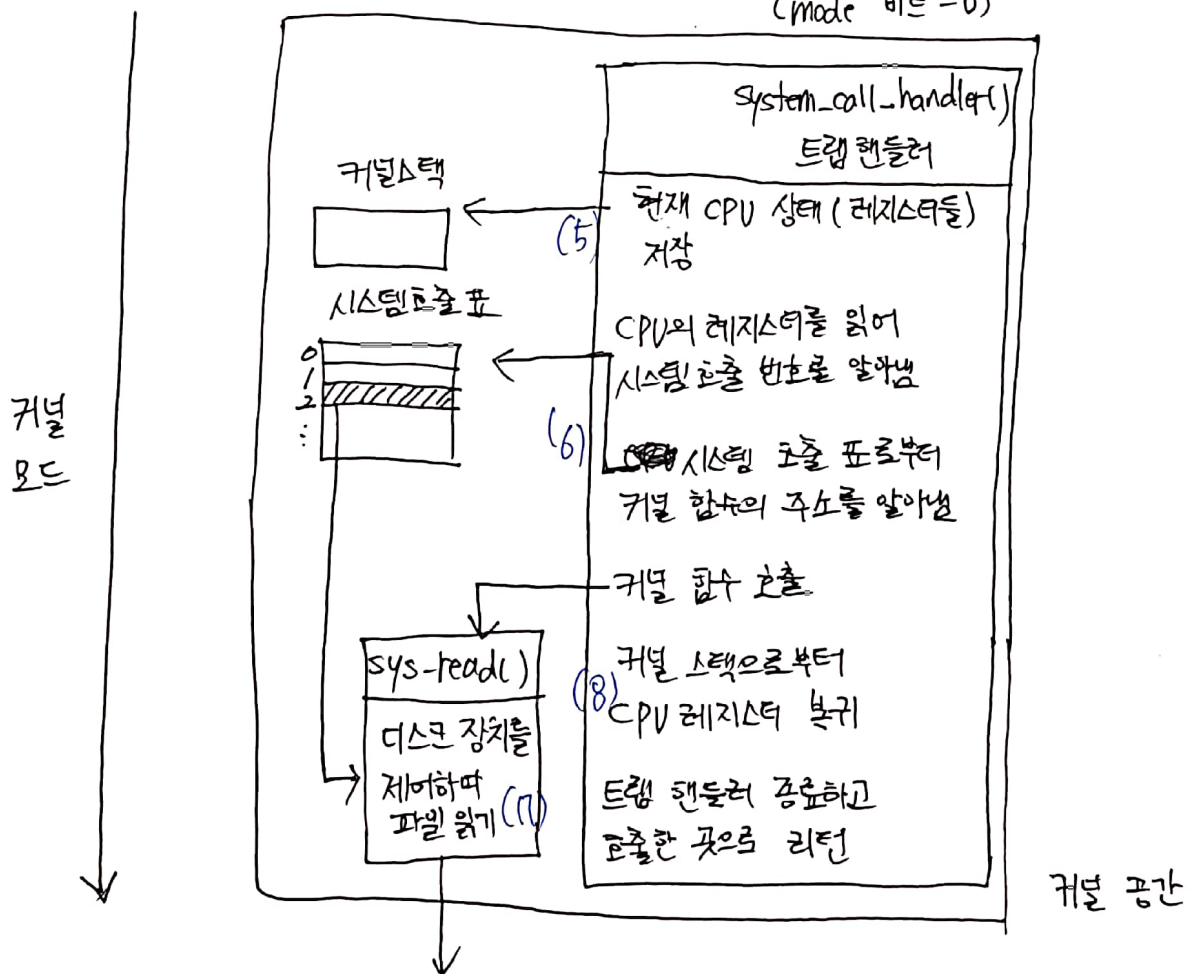 (mode 비트 = 0)
system_call_handler()
트랩 핸들러
커널스택
(5)
현재 CPU 상태 (레지스터들)
저장
시스템호출 표
0
1
2
⋮
CPU의 레지스터를 읽어
시스템 호출 번호를 알아냄
커널
모드
(6)
시스템 호출 표로부터
커널 함수의 주소를 알아냄
커널 함수 호출
sys_read()
디스크 장치를
제어하며
파일 읽기 (7)
(8)
커널 스택으로부터
CPU 레지스터 복귀
트랩 핸들러 종료하고
호출한 곳으로 리턴
커널 공간